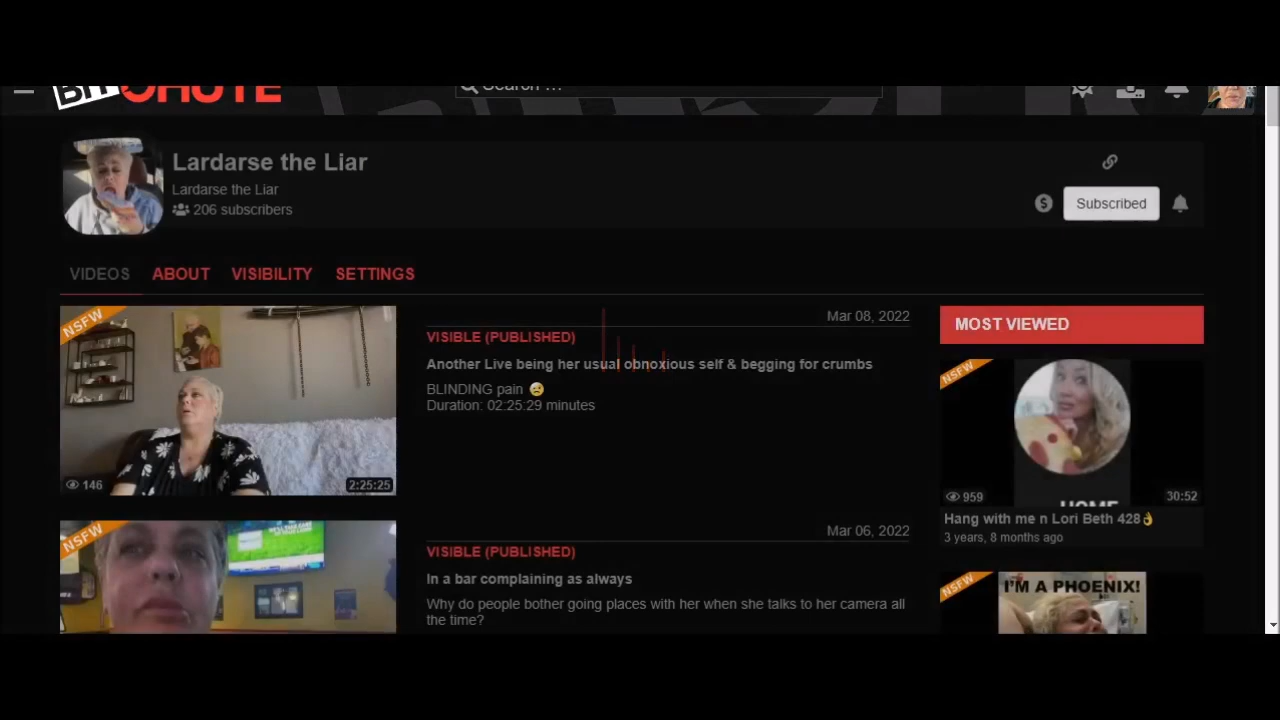 BITCHUTE
Search ...
Lardarse the Liar
Lardarse the Liar
206 subscribers
Subscribed
VIDEOS ABOUT VISIBILITY SETTINGS
NSFW
146
2:25:25
Mar 08, 2022
VISIBLE (PUBLISHED)
Another Live being her usual obnoxious self & begging for crumbs
BLINDING pain 😢
Duration: 02:25:29 minutes
NSFW
Mar 06, 2022
VISIBLE (PUBLISHED)
In a bar complaining as always
Why do people bother going places with her when she talks to her camera all
the time?
MOST VIEWED
NSFW
HOME
959
30:52
Hang with me n Lori Beth 428👌
3 years, 8 months ago
NSFW
I'M A PHOENIX!